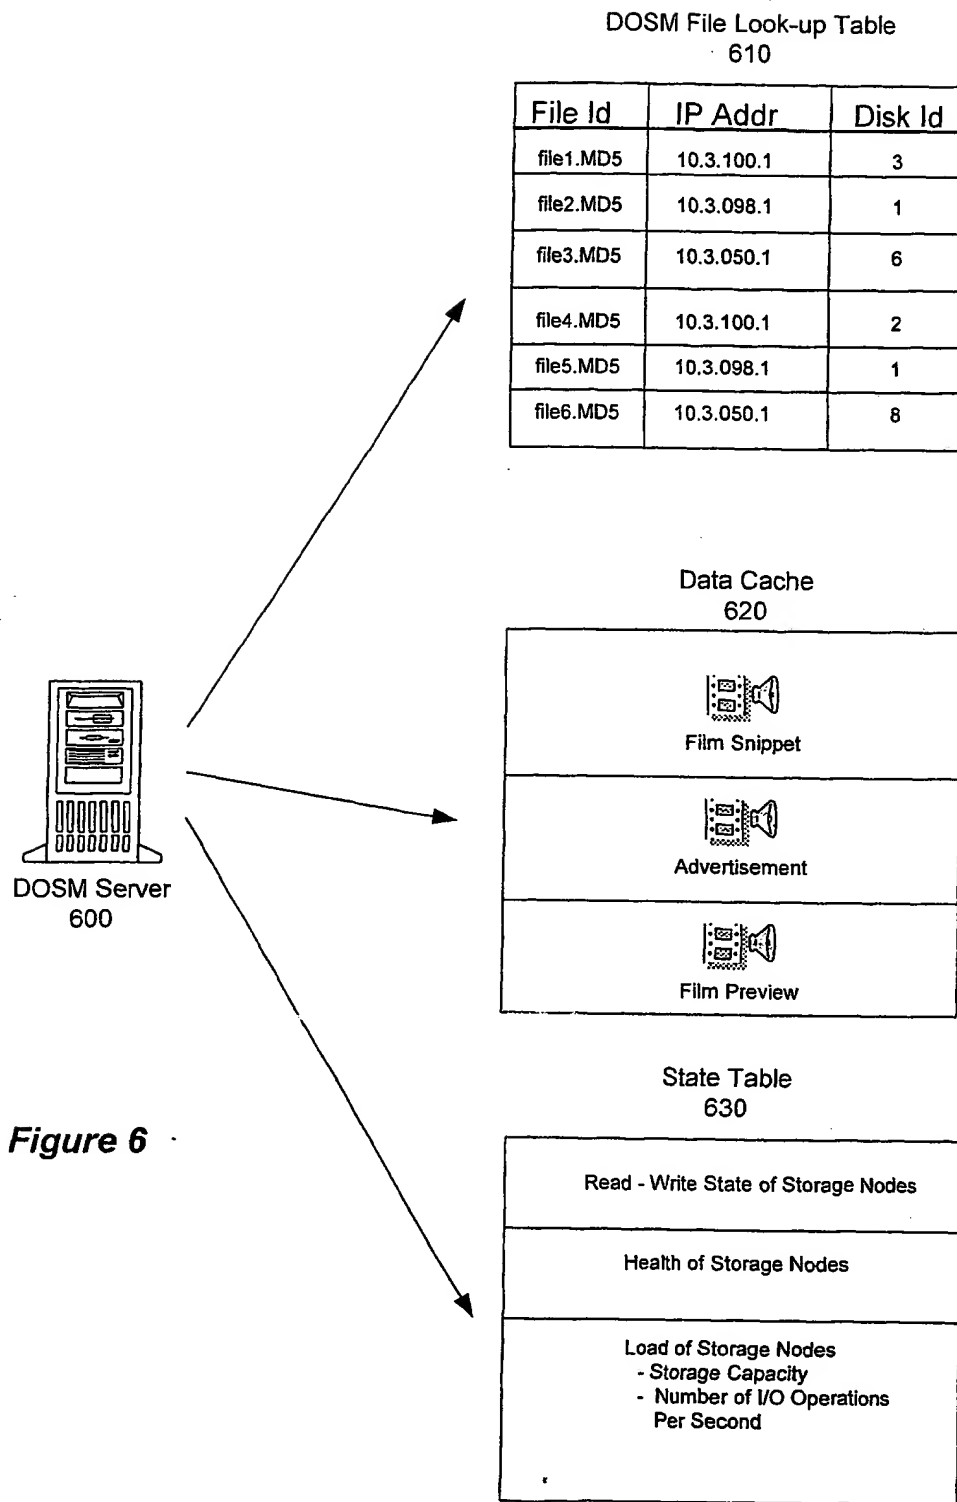 DOSM File Look-up Table
610
File Id IP Addr Disk Id
file1.MD5 10.3.100.1 3
file2.MD5 10.3.098.1 1
file3.MD5 10.3.050.1 6
file4.MD5 10.3.100.1 2
file5.MD5 10.3.098.1 1
file6.MD5 10.3.050.1 8
Data Cache
620
Film Snippet
Advertisement
Film Preview
DOSM Server
600
State Table
630
Read - Write State of Storage Nodes
Health of Storage Nodes
Load of Storage Nodes
- Storage Capacity
- Number of I/O Operations
Per Second
Figure 6